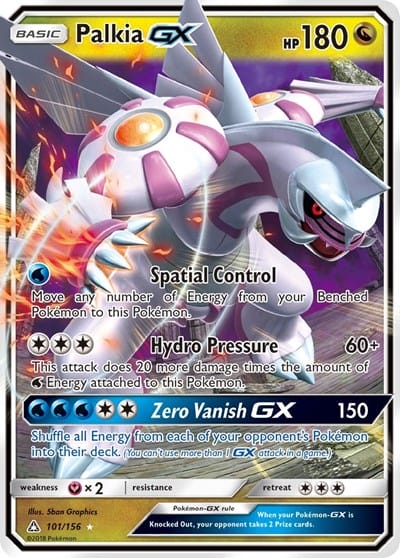 BASIC Palkia GX HP 180
Spatial Control
Move any number of Energy from your Benched
Pokémon to this Pokémon.
Hydro Pressure 60+
This attack does 20 more damage times the amount of
Energy attached to this Pokémon.
Zero Vanish GX 150
Shuffle all Energy from each of your opponent's Pokémon
into their deck. (You can't use more than 1 GX attack in a game.)
weakness × 2 resistance retreat
Illus. 5ban Graphics
Pokémon-GX rule
When your Pokémon-GX is
Knocked Out, your opponent takes 2 Prize cards.
101/156
©2018 Pokémon